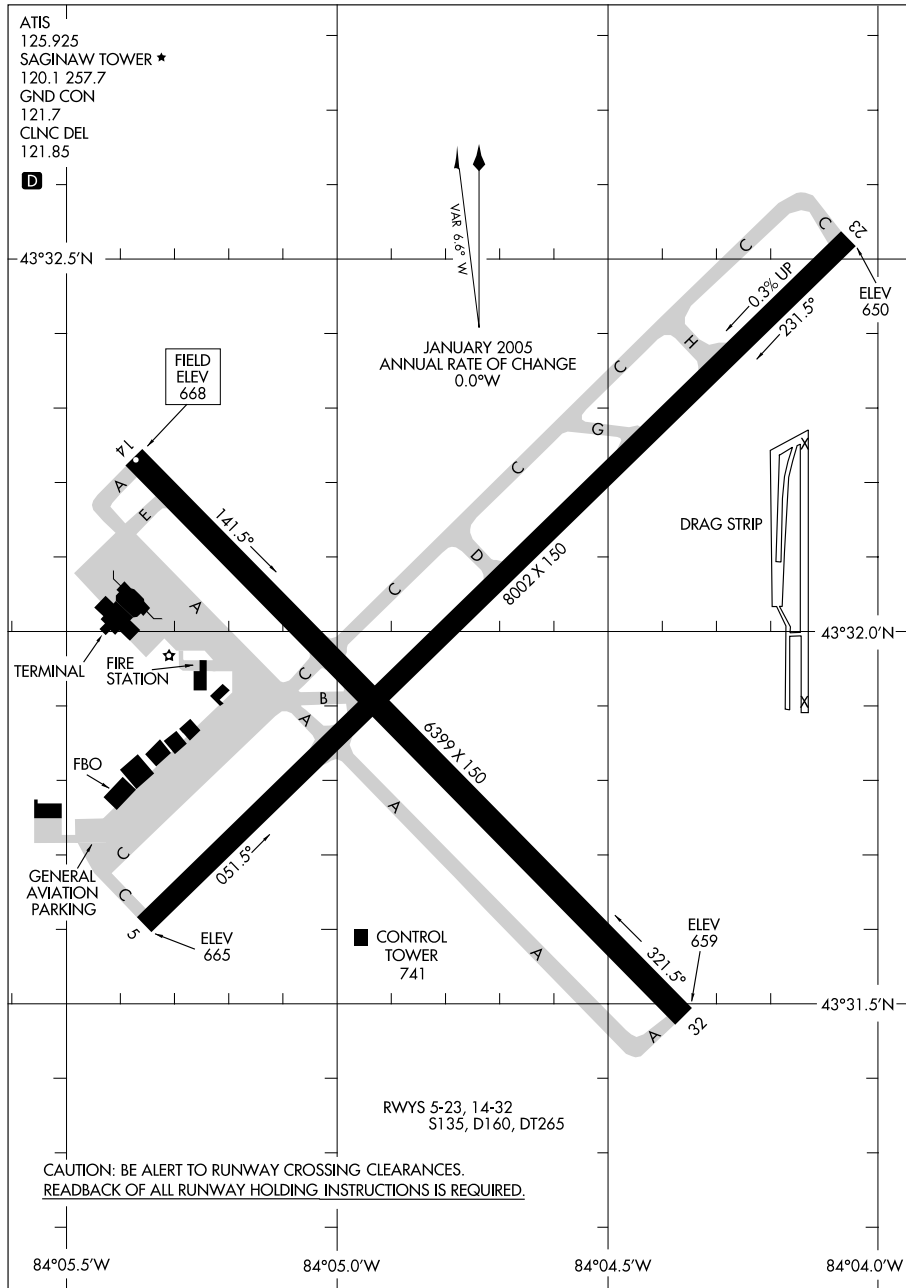 ATIS
125.925
SAGINAW TOWER ★
120.1 257.7
GND CON
121.7
CLNC DEL
121.85
D
VAR 6.6° W
JANUARY 2005
ANNUAL RATE OF CHANGE
0.0°W
43°32.5'N
C
23
C
0.3% UP
231.5°
ELEV
650
H
C
FIELD
ELEV
668
G
14
A
E
141.5°
C
X
DRAG STRIP
D
8002 X 150
C
A
43°32.0'N
TERMINAL
FIRE
STATION
C
B
A
X
6399 X 150
FBO
A
C
051.5°
C
GENERAL
AVIATION
PARKING
5
ELEV
665
CONTROL
TOWER
741
A
321.5°
ELEV
659
43°31.5'N
32
A
RWYS 5-23, 14-32
S135, D160, DT265
CAUTION: BE ALERT TO RUNWAY CROSSING CLEARANCES.
READBACK OF ALL RUNWAY HOLDING INSTRUCTIONS IS REQUIRED.
84°05.5'W
84°05.0'W
84°04.5'W
84°04.0'W